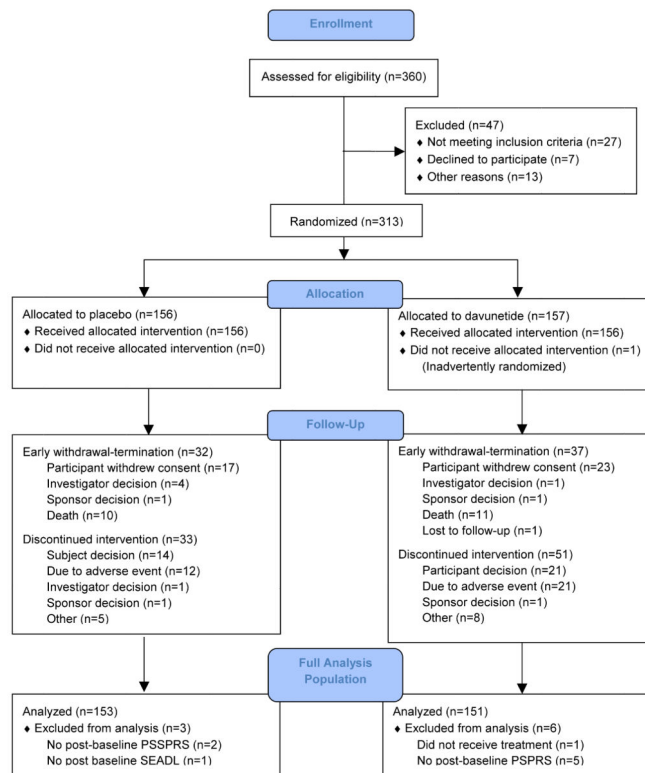 Enrollment
Assessed for eligibility (n=360)
Excluded (n=47)
♦ Not meeting inclusion criteria (n=27)
♦ Declined to participate (n=7)
♦ Other reasons (n=13)
Randomized (n=313)
Allocation
Allocated to placebo (n=156)
♦ Received allocated intervention (n=156)
♦ Did not receive allocated intervention (n=0)
Allocated to davunetide (n=157)
♦ Received allocated intervention (n=156)
♦ Did not receive allocated intervention (n=1)
(Inadvertently randomized)
Follow-Up
Early withdrawal-termination (n=32)
Participant withdrew consent (n=17)
Investigator decision (n=4)
Sponsor decision (n=1)
Death (n=10)
Discontinued intervention (n=33)
Subject decision (n=14)
Due to adverse event (n=12)
Investigator decision (n=1)
Sponsor decision (n=1)
Other (n=5)
Early withdrawal-termination (n=37)
Participant withdrew consent (n=23)
Investigator decision (n=1)
Sponsor decision (n=1)
Death (n=11)
Lost to follow-up (n=1)
Discontinued intervention (n=51)
Participant decision (n=21)
Due to adverse event (n=21)
Sponsor decision (n=1)
Other (n=8)
Full Analysis
Population
Analyzed (n=153)
♦ Excluded from analysis (n=3)
No post-baseline PSSPRS (n=2)
No post baseline SEADL (n=1)
Analyzed (n=151)
♦ Excluded from analysis (n=6)
Did not receive treatment (n=1)
No post-baseline PSPRS (n=5)